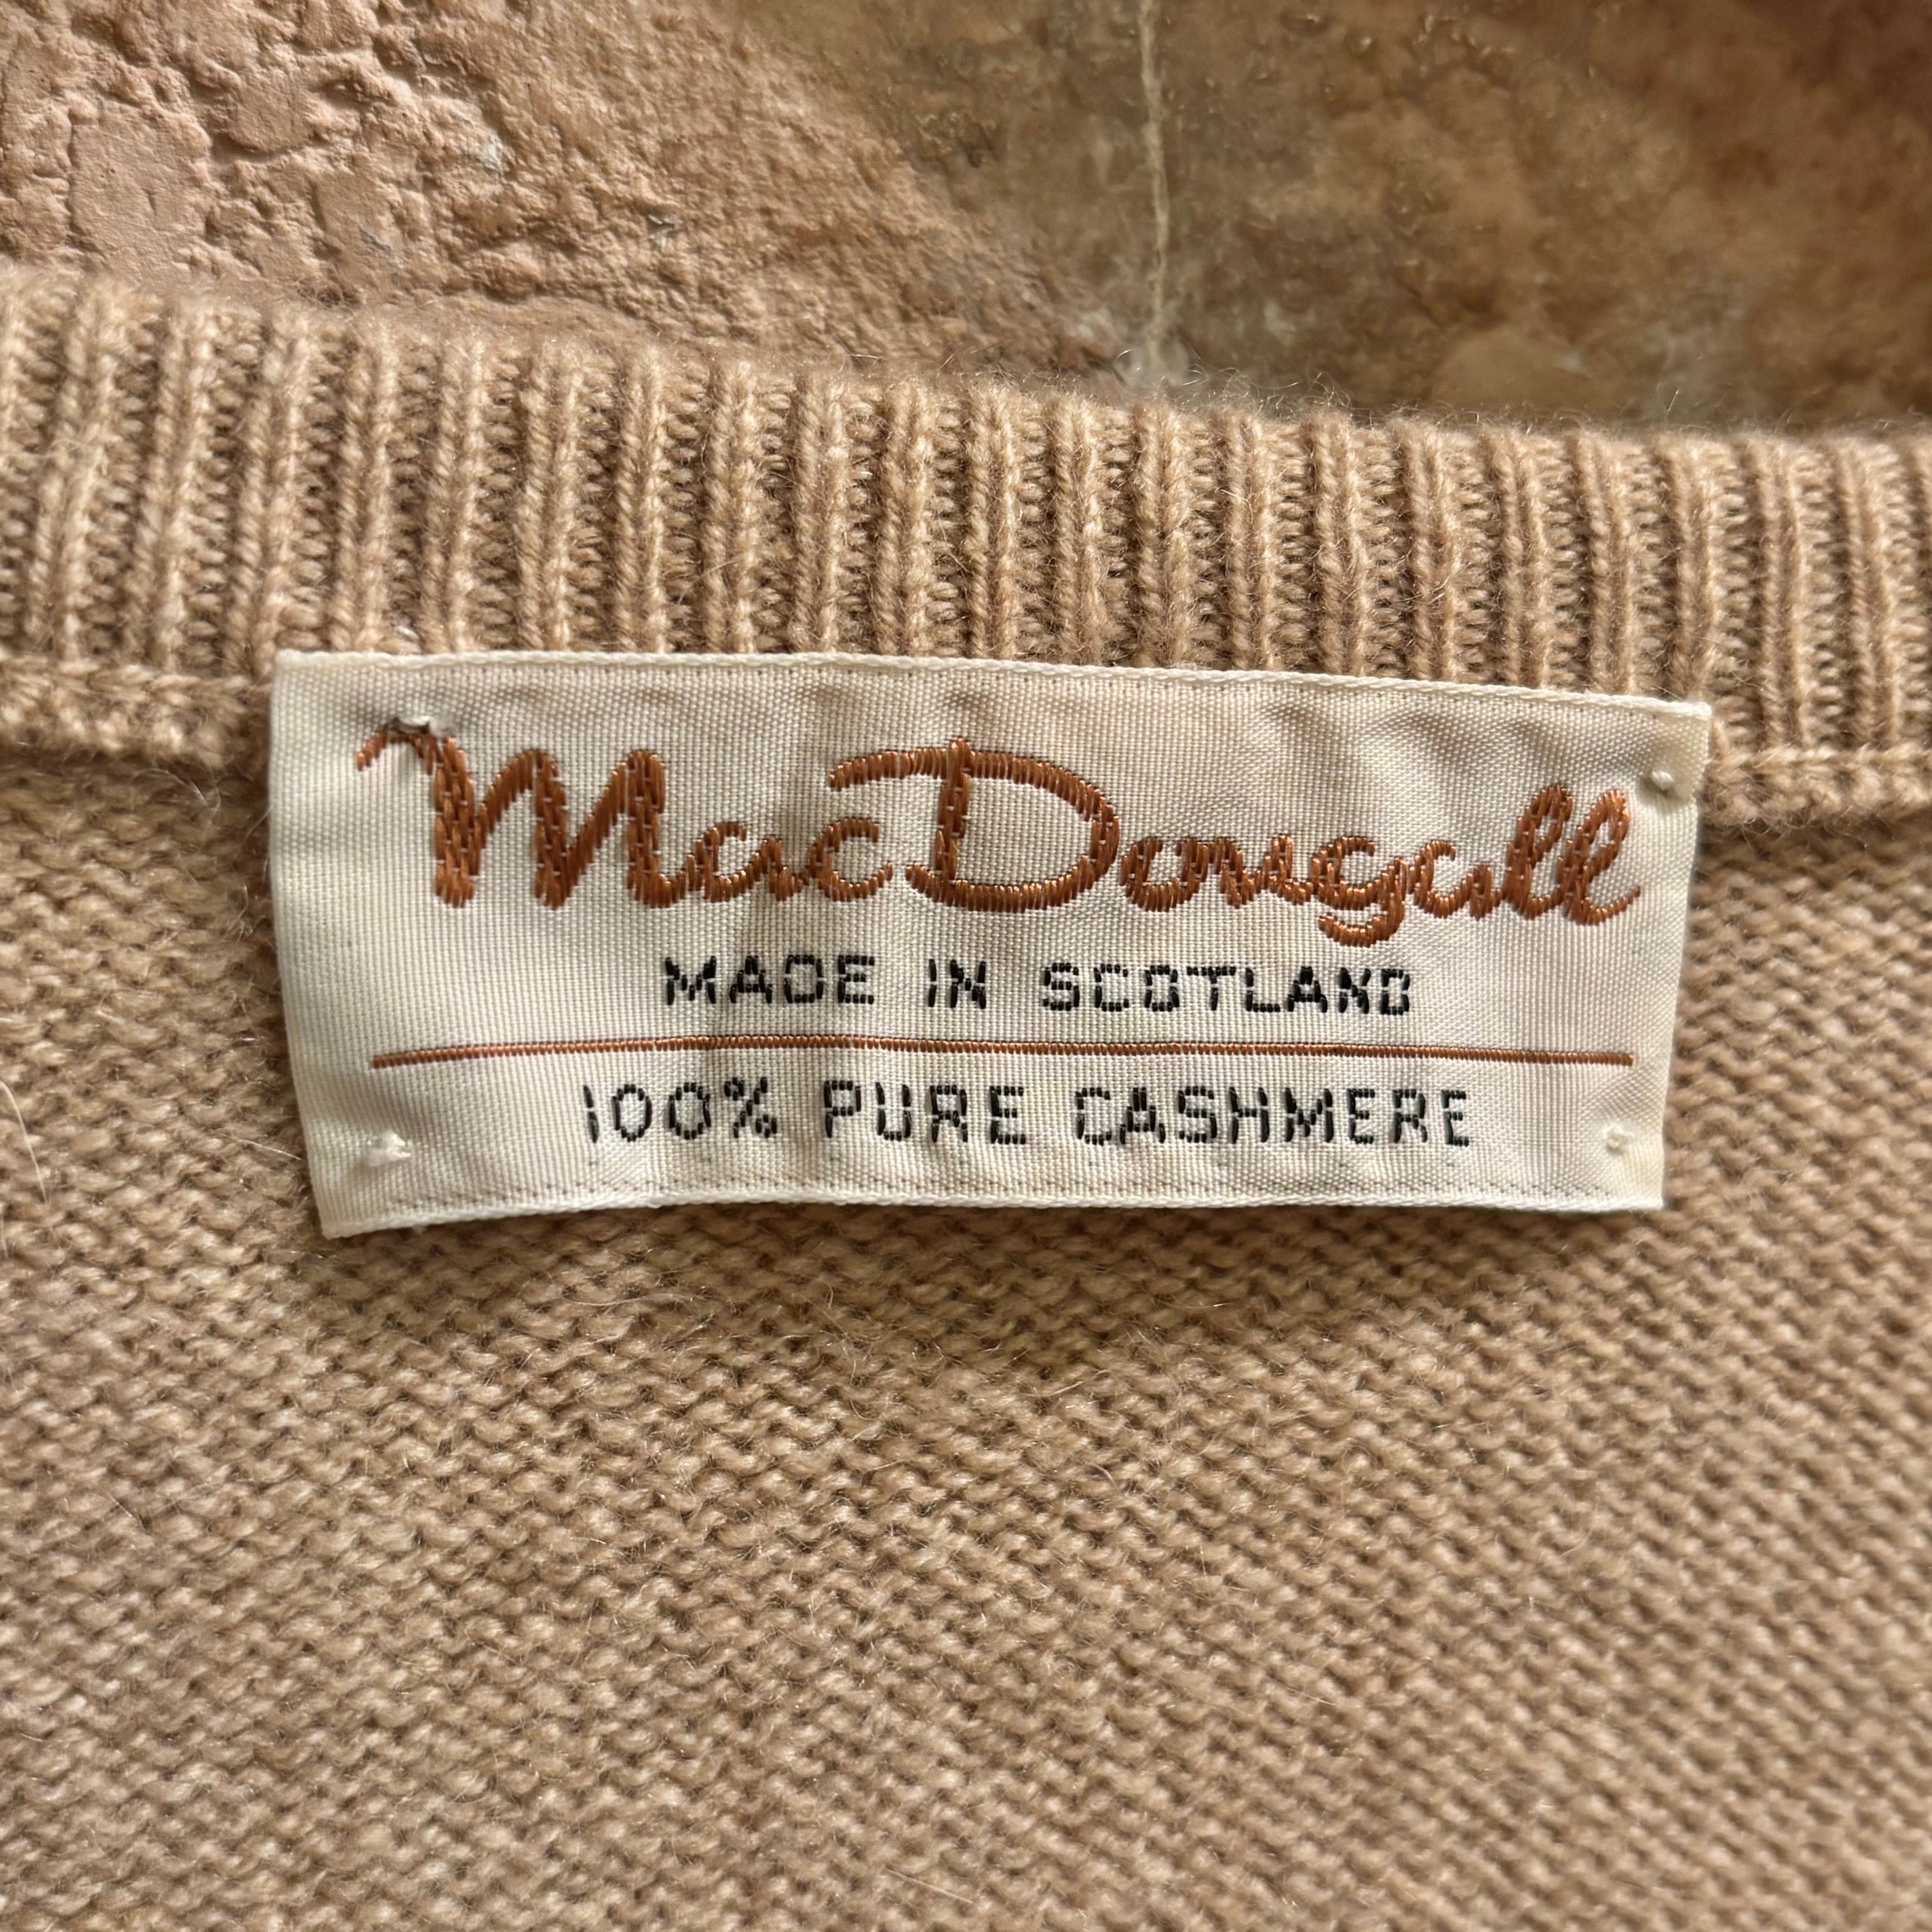 MacDougall
MADE IN SCOTLAND
100% PURE CASHMERE